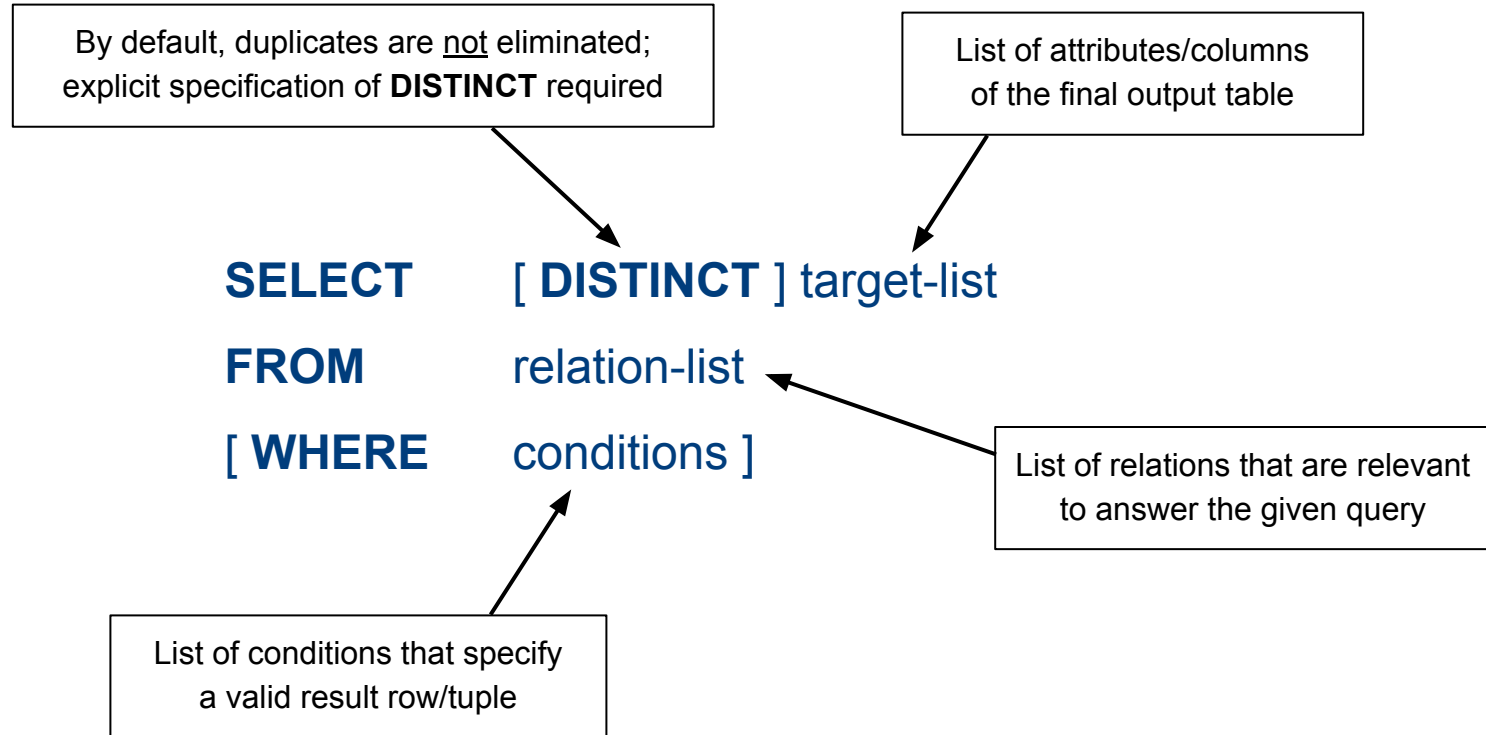 By default, duplicates are not eliminated;
explicit specification of DISTINCT required
List of attributes/columns
of the final output table
SELECT [ DISTINCT ] target-list
FROM relation-list
[ WHERE conditions ]
List of relations that are relevant
to answer the given query
List of conditions that specify
a valid result row/tuple